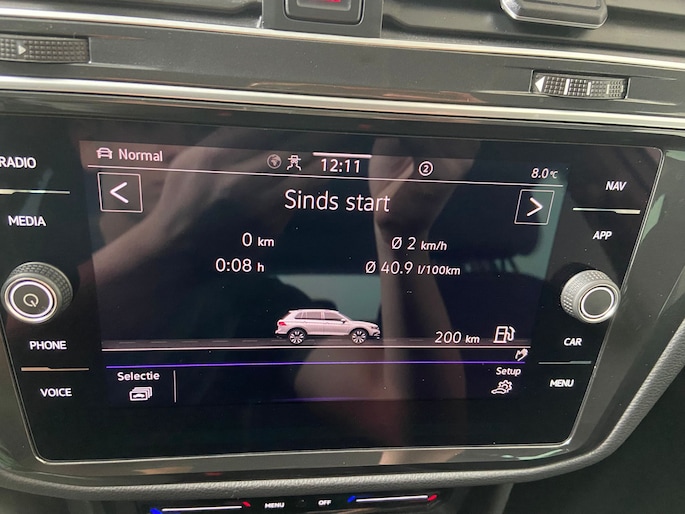 RADIO
MEDIA
PHONE
VOICE
Normal
12:11
2
8.0°C
Sinds start
0 km
Ø 2 km/h
0:08 h
Ø 40.9 l/100km
200 km
Selectie
Setup
NAV
APP
CAR
MENU
MENU
OFF